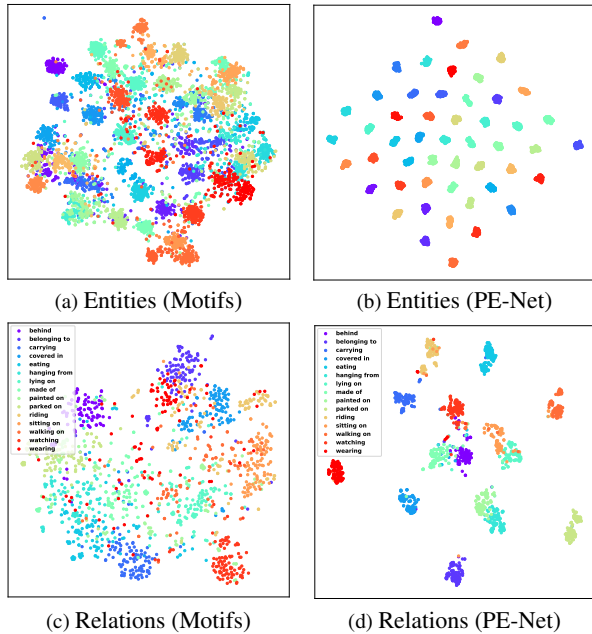 (a) Entities (Motifs)
(b) Entities (PE-Net)
behind
belonging to
carrying
covered in
eating
hanging from
lying on
made of
painted on
parked on
riding
sitting on
walking on
watching
wearing
(c) Relations (Motifs)
behind
belonging to
carrying
covered in
eating
hanging from
lying on
made of
painted on
parked on
riding
sitting on
walking on
watching
wearing
(d) Relations (PE-Net)